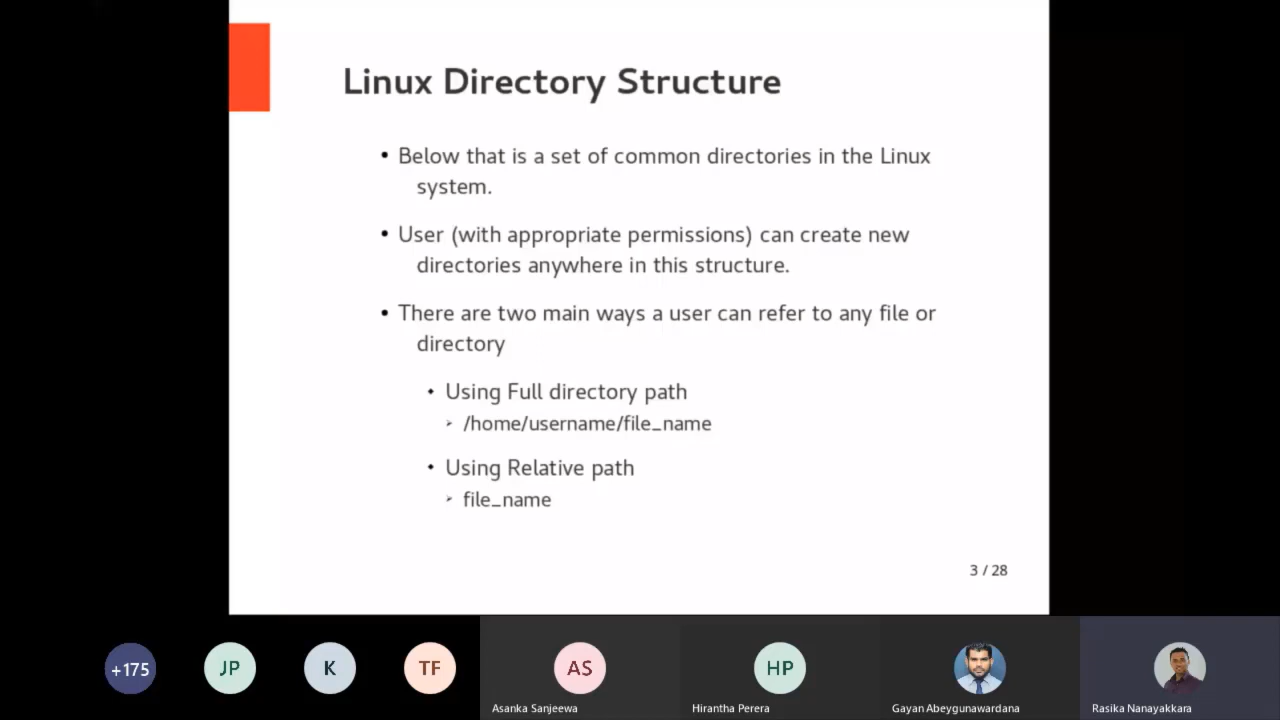 Linux Directory Structure
• Below that is a set of common directories in the Linux
system.
• User (with appropriate permissions) can create new
directories anywhere in this structure.
• There are two main ways a user can refer to any file or
directory
• Using Full directory path
➢ /home/username/file_name
• Using Relative path
➢ file_name
3 / 28
+175
JP
K
TF
AS
HP
Asanka Sanjeewa
Hirantha Perera
Gayan Abeygunawardana
Rasika Nanayakkara